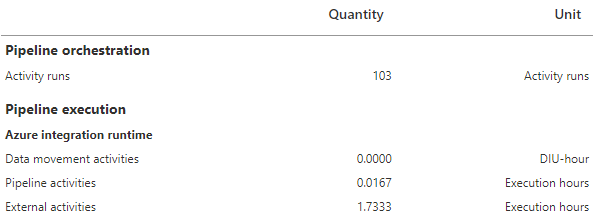 Quantity Unit
Pipeline orchestration
Activity runs 103 Activity runs
Pipeline execution
Azure integration runtime
Data movement activities 0.0000 DIU-hour
Pipeline activities 0.0167 Execution hours
External activities 1.7333 Execution hours